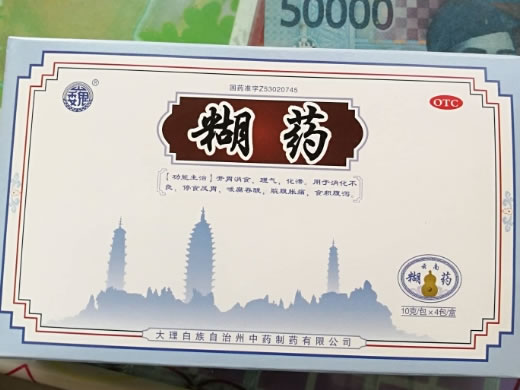 50000
国药准字Z53020745
OTC
糊药
【功能主治】开胃消食，理气，化滞。用于消化不
良，停食反胃，嗳腐吞酸，脘腹胀痛，食积腹泻。
云南
糊药
10克/包×4包/盒
大理白族自治州中药制药有限公司